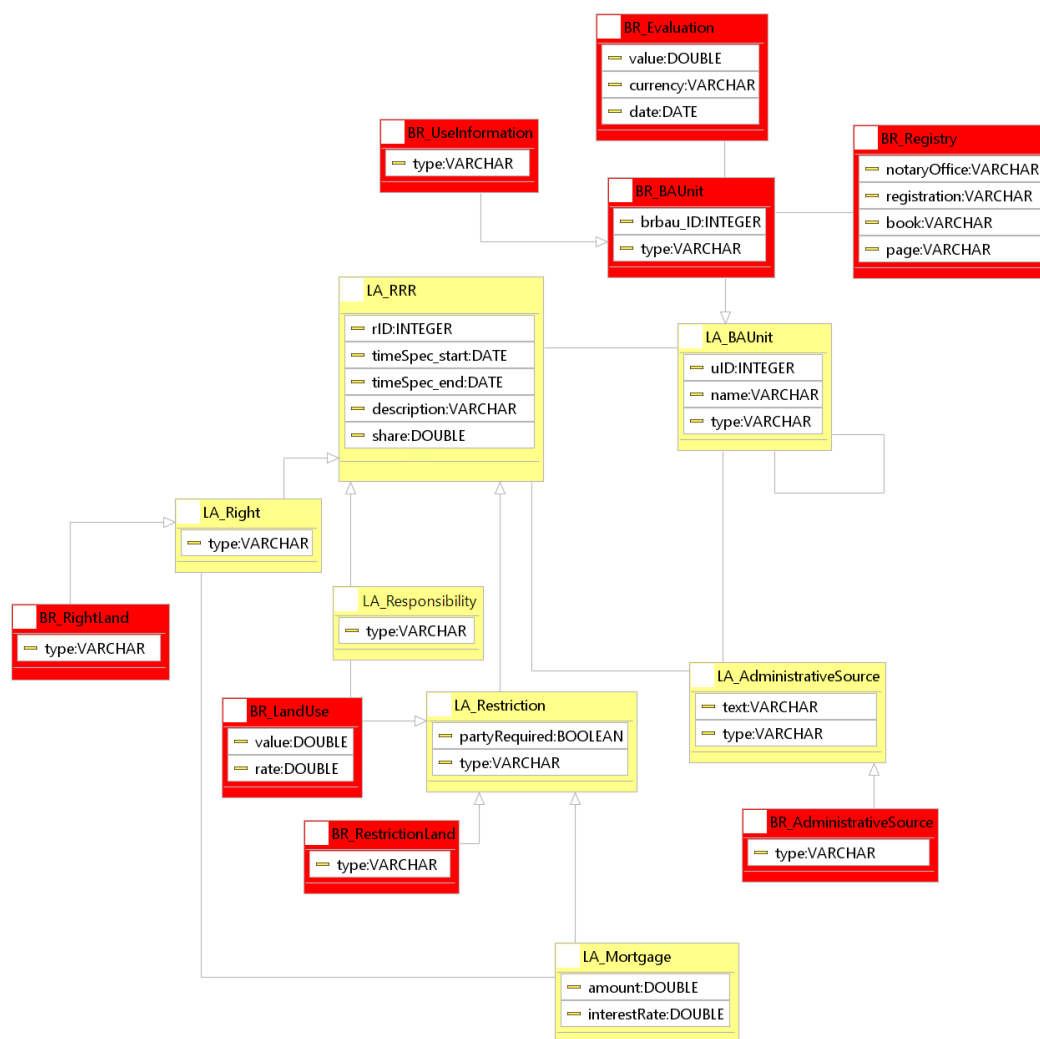 BR_Evaluation
value:DOUBLE
currency:VARCHAR
date:DATE
BR_UseInformation
type:VARCHAR
BR_Registry
notaryOffice:VARCHAR
registration:VARCHAR
book:VARCHAR
page:VARCHAR
BR_BAUnit
brbau_ID:INTEGER
type:VARCHAR
LA_RRR
rID:INTEGER
timeSpec_start:DATE
timeSpec_end:DATE
description:VARCHAR
share:DOUBLE
LA_BAUnit
uID:INTEGER
name:VARCHAR
type:VARCHAR
LA_Right
type:VARCHAR
LA_Responsibility
type:VARCHAR
BR_RightLand
type:VARCHAR
LA_AdministrativeSource
text:VARCHAR
type:VARCHAR
BR_LandUse
value:DOUBLE
rate:DOUBLE
LA_Restriction
partyRequired:BOOLEAN
type:VARCHAR
BR_RestrictionLand
type:VARCHAR
BR_AdministrativeSource
type:VARCHAR
LA_Mortgage
amount:DOUBLE
interestRate:DOUBLE